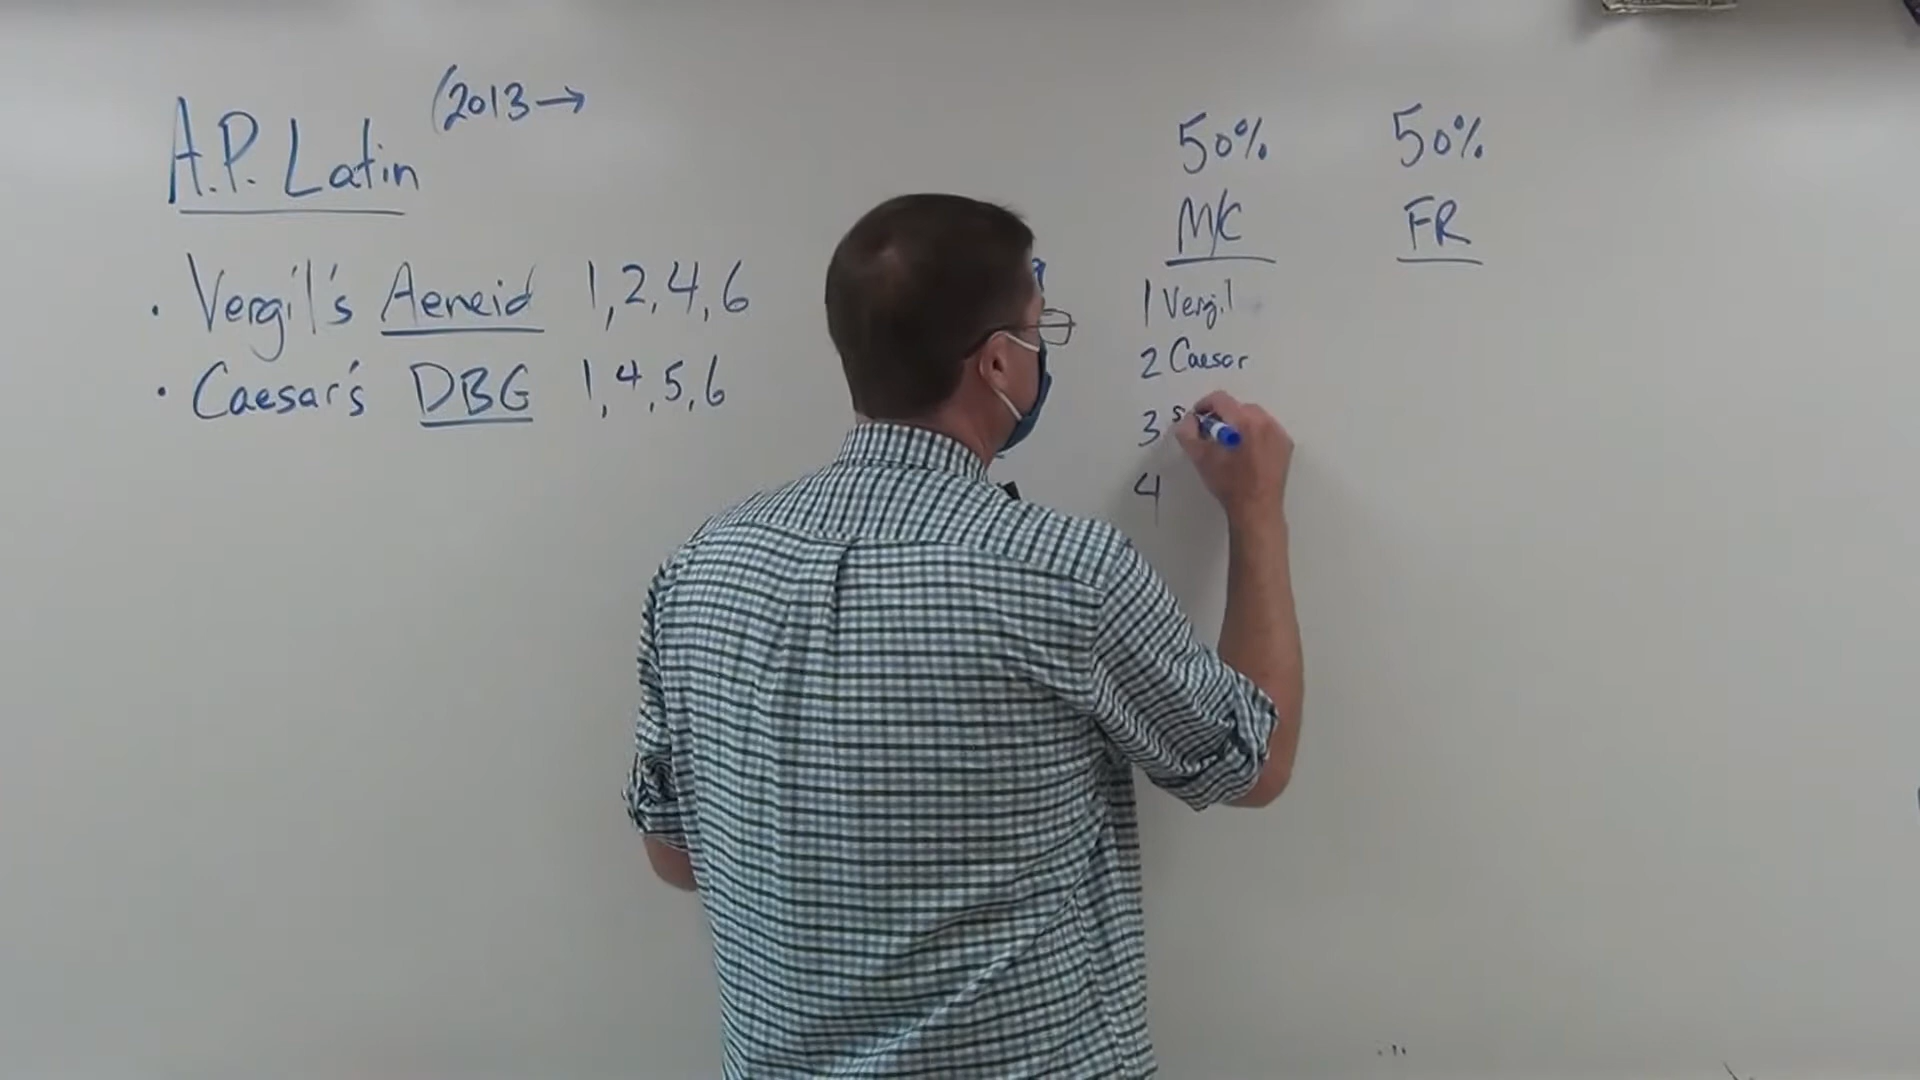 A.P. Latin (2013→
• Vergil's Aeneid 1,2,4,6
• Caesar's DBG 1,4,5,6
50% 50%
M/C FR
1 Vergil
2 Caesar
3 s
4